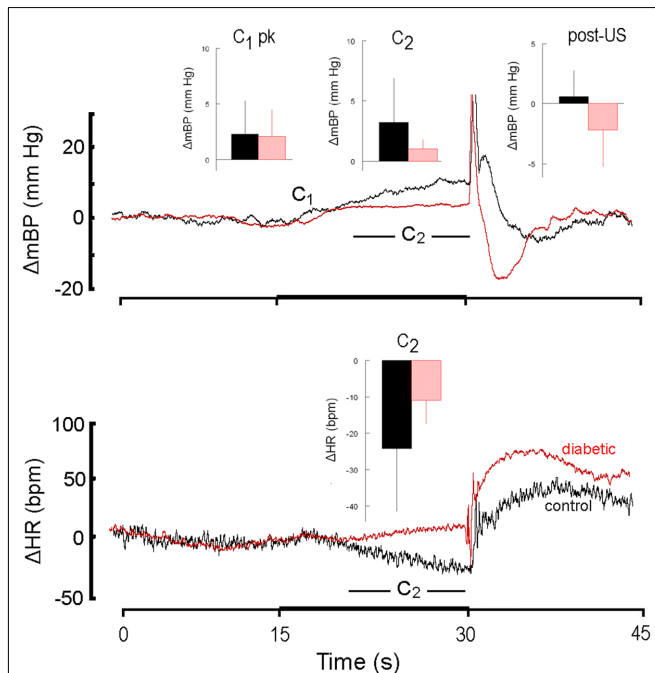 C1 pk
C2
post-US
ΔmBP (mm Hg)
10
5
0
ΔmBP (mm Hg)
10
5
0
ΔmBP (mm Hg)
5
0
-5
ΔmBP (mm Hg)
20
10
0
-20
C1
C2
C2
ΔHR (bpm)
0
-10
-20
-30
-40
ΔHR (bpm)
100
50
0
-50
diabetic
control
C2
0
15
30
45
Time (s)